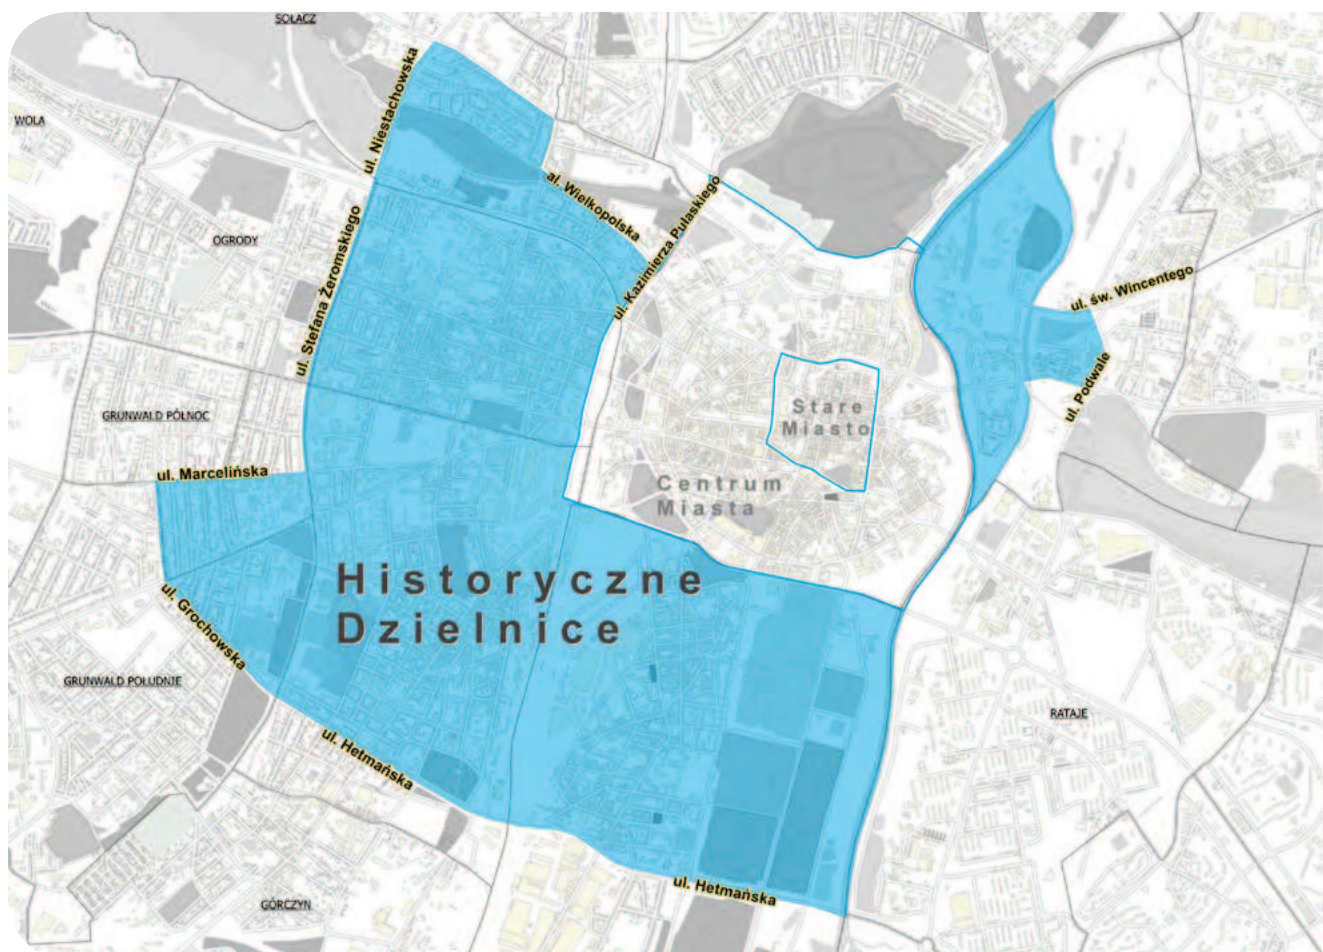 SOŁACZ
WOLA
ul. Niestachowska
al. Wielkopolska
ul. Kazimierza Pułaskiego
OGRODY
ul. Stefana Żeromskiego
ul. św. Wincentego
ul. Podwale
GRUNWALD PÓŁNOC
Stare
Miasto
ul. Marcelińska
Centrum
Miasta
Historyczne
Dzielnice
ul. Grochowska
GRUNWALD POŁUDNIE
RATAJE
ul. Hetmańska
ul. Hetmańska
GÓRCZYN